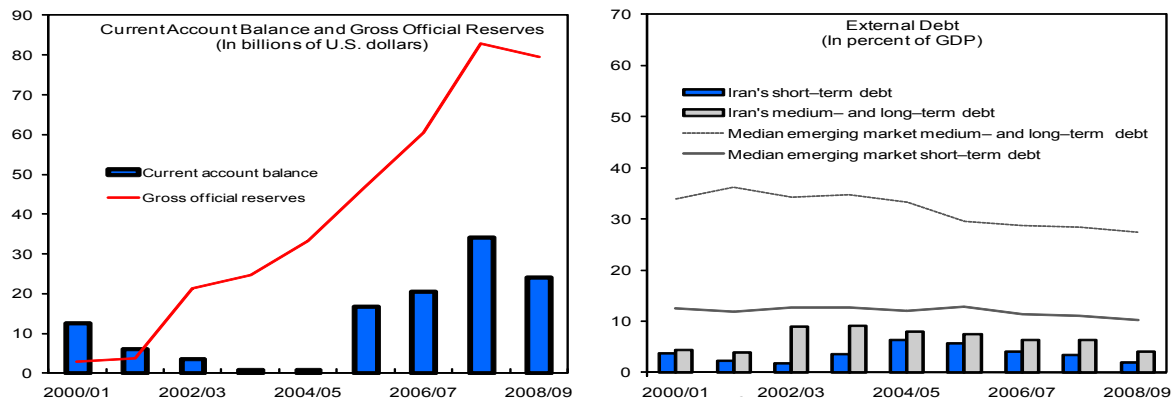 Current Account Balance and Gross Official Reserves
(In billions of U.S. dollars)
90
80
70
60
50
40
30
20
10
0
Current account balance
Gross official reserves
2000/01
2002/03
2004/05
2006/07
2008/09
External Debt
(In percent of GDP)
70
60
50
40
30
20
10
0
Iran's short–term debt
Iran's medium– and long–term debt
Median emerging market medium– and long–term debt
Median emerging market short–term debt
2000/01
2002/03
2004/05
2006/07
2008/09